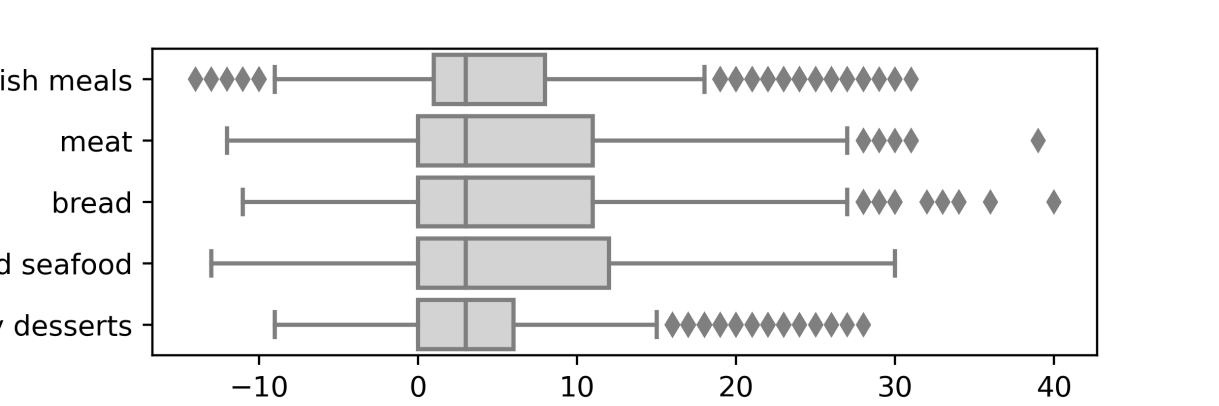 ish meals
meat
bread
d seafood
y desserts
−10 0 10 20 30 40